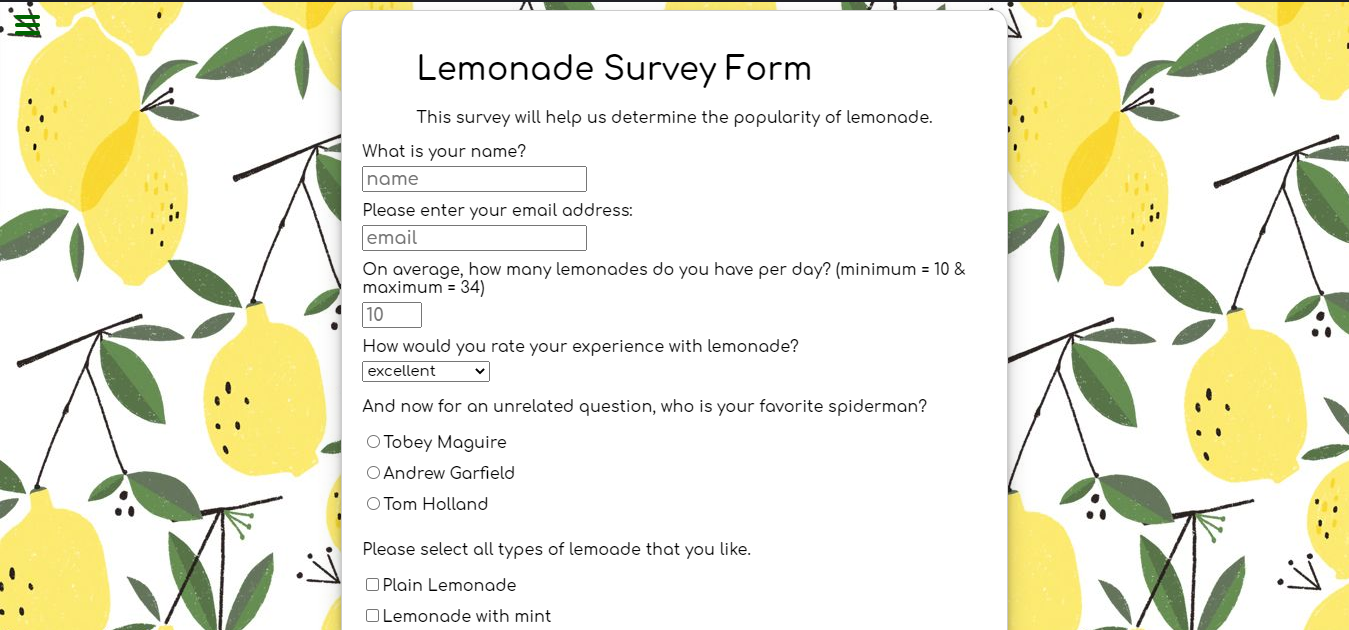 Lemonade Survey Form
This survey will help us determine the popularity of lemonade.
What is your name?
name
Please enter your email address:
email
On average, how many lemonades do you have per day? (minimum = 10 &
maximum = 34)
10
How would you rate your experience with lemonade?
excellent
And now for an unrelated question, who is your favorite spiderman?
Tobey Maguire
Andrew Garfield
Tom Holland
Please select all types of lemoade that you like.
Plain Lemonade
Lemonade with mint